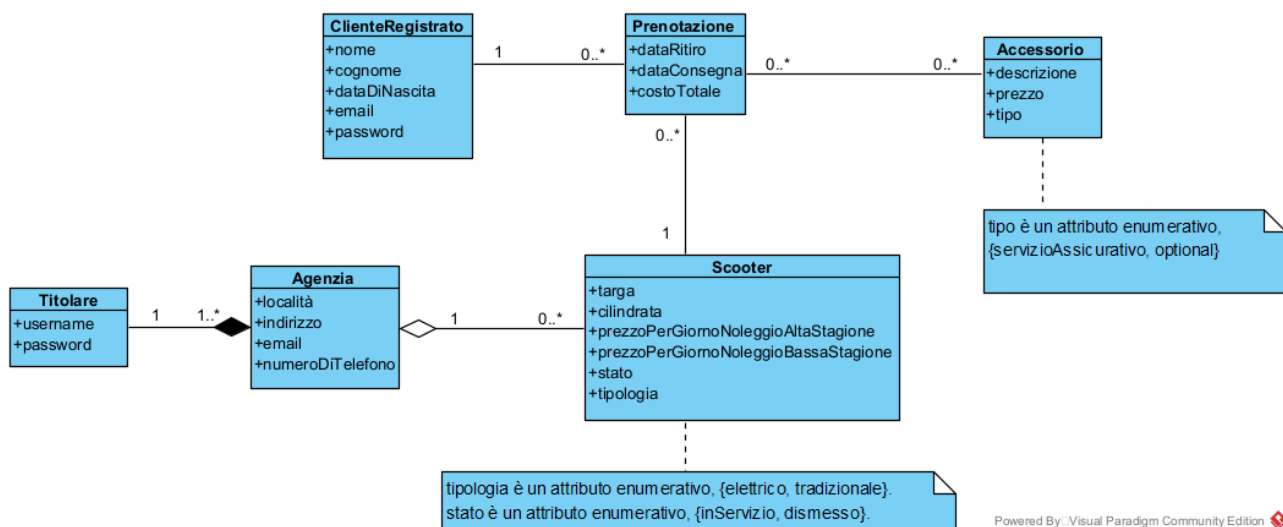 ClienteRegistrato
+nome
+cognome
+dataDiNascita
+email
+password
1
0..*
Prenotazione
+dataRitiro
+dataConsegna
+costoTotale
0..*
0..*
Accessorio
+descrizione
+prezzo
+tipo
0..*
1
tipo è un attributo enumerativo,
{servizioAssicurativo, optional}
Titolare
+username
+password
1
1..*
Agenzia
+località
+indirizzo
+email
+numeroDiTelefono
1
0..*
Scooter
+targa
+cilindrata
+prezzoPerGiornoNoleggioAltaStagione
+prezzoPerGiornoNoleggioBassaStagione
+stato
+tipologia
tipologia è un attributo enumerativo, {elettrico, tradizionale}.
stato è un attributo enumerativo, {inServizio, dismesso}.
Powered By Visual Paradigm Community Edition